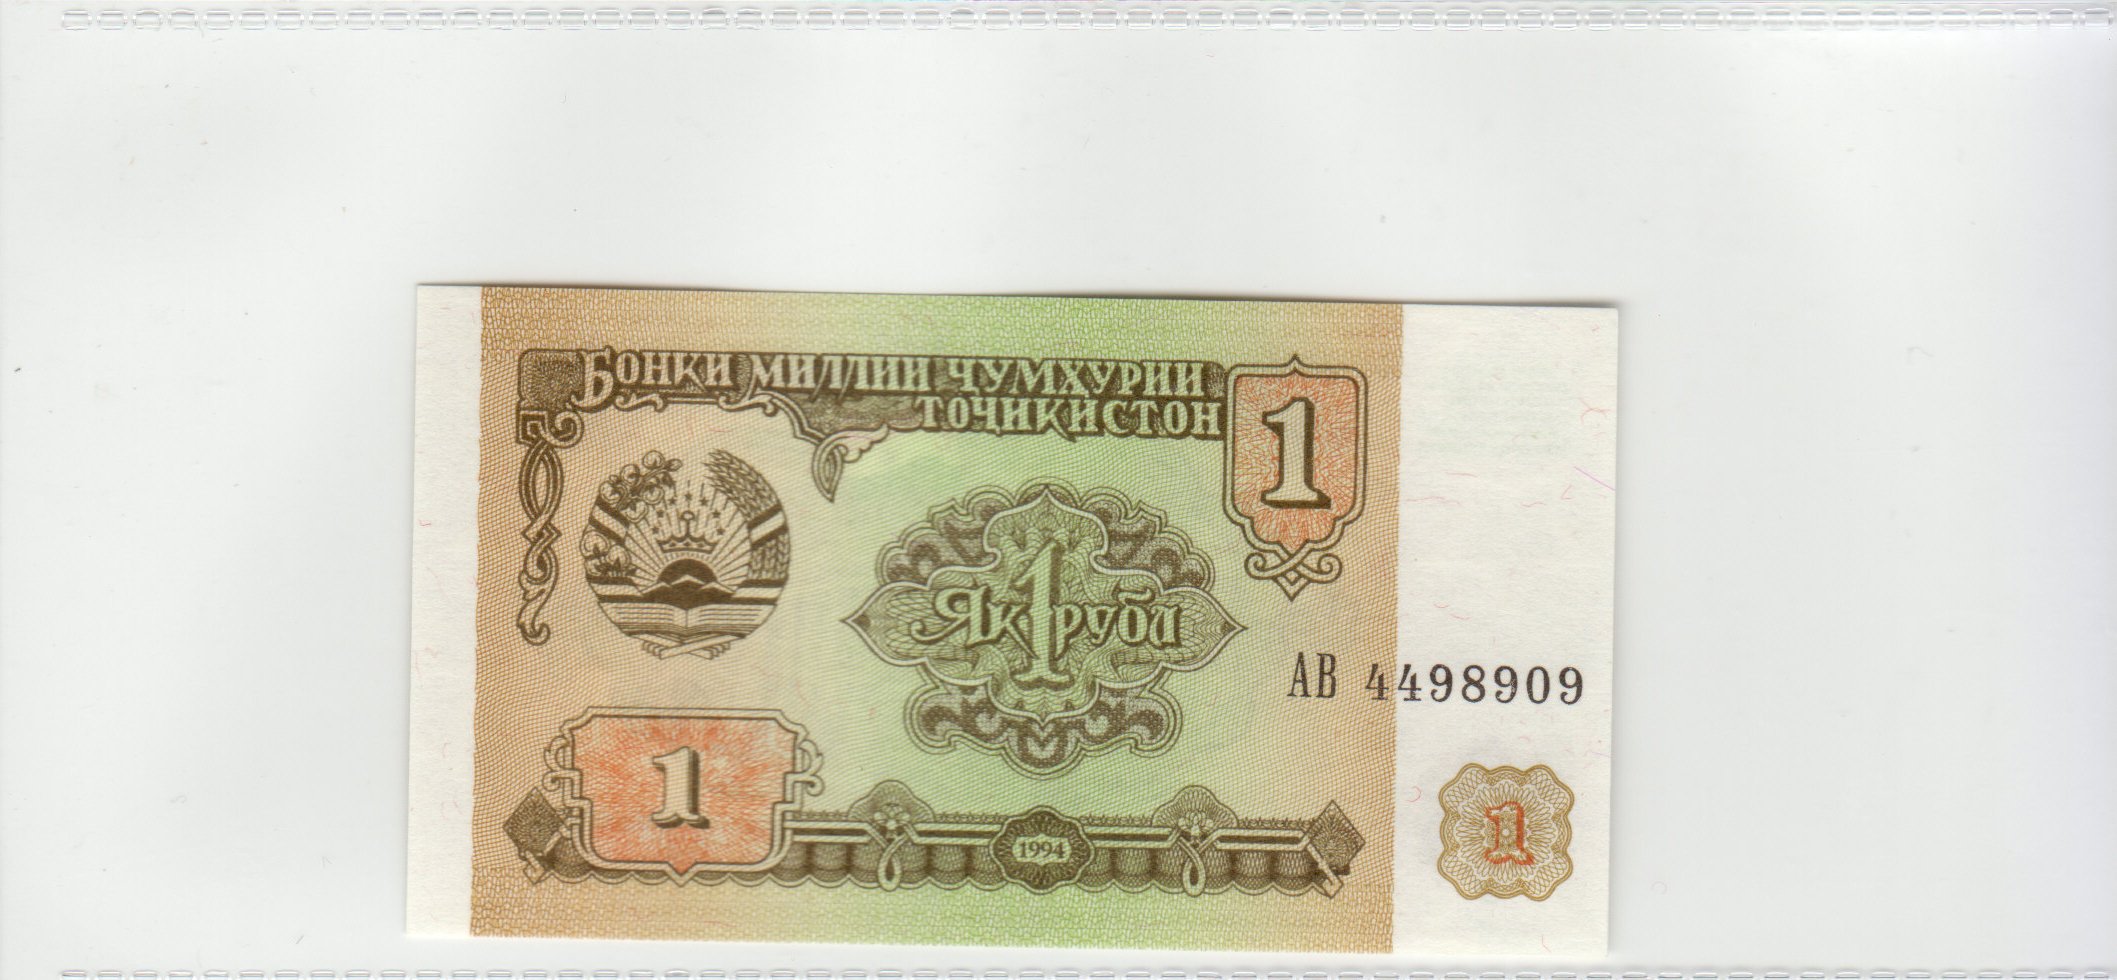 БОНКИ МИЛЛИИ ҶУМҲУРИИ
ТОҶИКИСТОН
1
ЯК 1 РУБЛ
АВ 4498909
1
1994
1